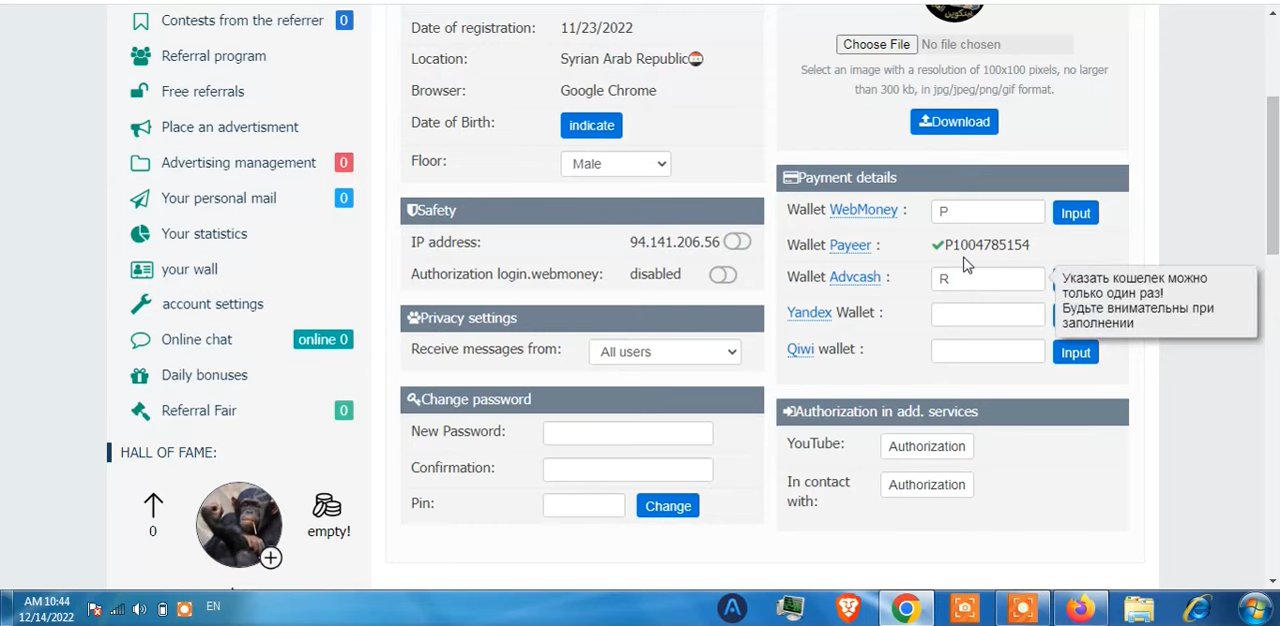 Contests from the referrer 0
Referral program
Free referrals
Place an advertisment
Advertising management 0
Your personal mail 0
Your statistics
your wall
account settings
Online chat online 0
Daily bonuses
Referral Fair 0
HALL OF FAME:
0
empty!
Date of registration: 11/23/2022
Location: Syrian Arab Republic
Browser: Google Chrome
Date of Birth: indicate
Floor: Male
Safety
IP address: 94.141.206.56
Authorization login.webmoney: disabled
Privacy settings
Receive messages from: All users
Change password
New Password:
Confirmation:
Pin: Change
بيتكوين
Choose File No file chosen
Select an image with a resolution of 100x100 pixels, no larger
than 300 kb, in jpg/jpeg/png/gif format.
Download
Payment details
Wallet WebMoney : P Input
Wallet Payeer : P1004785154
Wallet Advcash : R
Yandex Wallet :
Qiwi wallet : Input
Указать кошелек можно
только один раз!
Будьте внимательны при
заполнении
Authorization in add. services
YouTube: Authorization
In contact
with: Authorization
AM 10:44
12/14/2022
EN